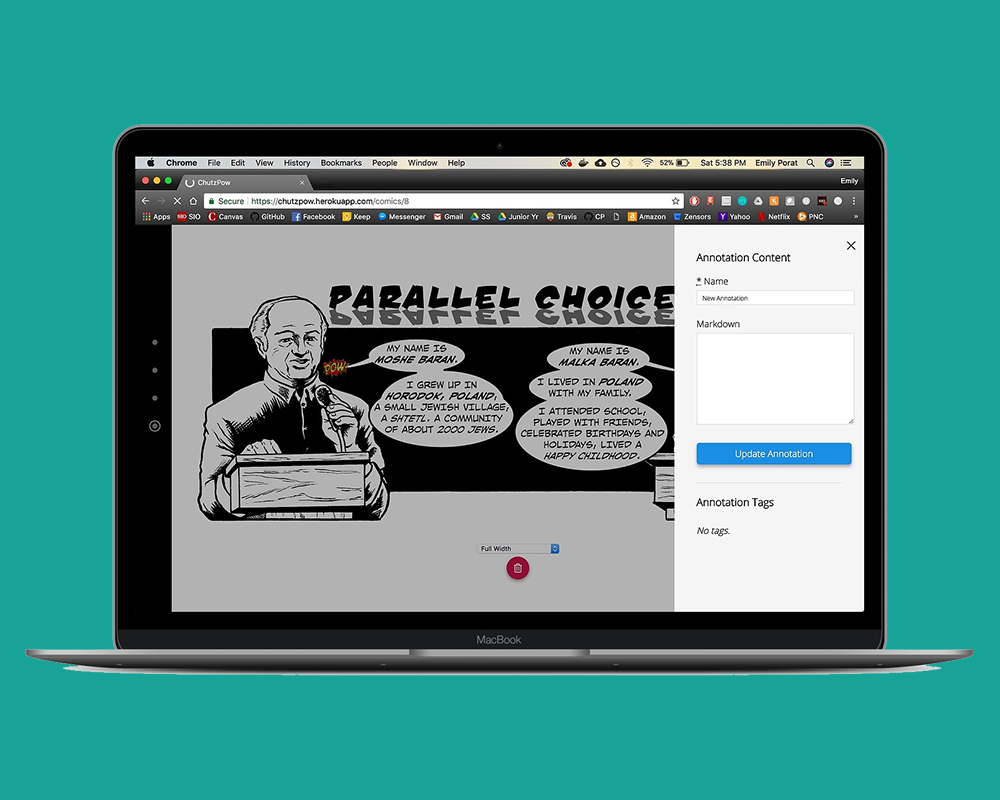 Chrome File Edit View History Bookmarks People Window Help 52% Sat 5:38 PM Emily Porat
ChutzPow Emily
Secure https://chutzpow.herokuapp.com/comics/8
Apps SIO SIO Canvas GitHub Facebook Keep Messenger Gmail SS Junior Yr Travis CP Amazon Zensors Yahoo Netflix PNC »
PARALLEL CHOICE
PARALLEL CHOICE
MY NAME IS
MOSHE BARAN.
POW!
I GREW UP IN
HORODOK, POLAND,
A SMALL JEWISH VILLAGE;
A SHTETL. A COMMUNITY
OF ABOUT 2000 JEWS.
MY NAME IS
MALKA BARAN.
I LIVED IN POLAND
WITH MY FAMILY.
I ATTENDED SCHOOL,
PLAYED WITH FRIENDS,
CELEBRATED BIRTHDAYS AND
HOLIDAYS, LIVED A
HAPPY CHILDHOOD.
Full Width
Annotation Content
* Name
New Annotation
Markdown
Update Annotation
Annotation Tags
No tags.
MacBook